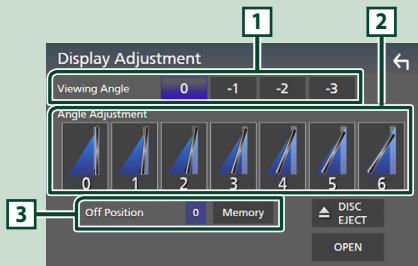 1
2
Display Adjustment
Viewing Angle 0 -1 -2 -3
Angle Adjustment
0 1 2 3 4 5 6
3
Off Position 0 Memory
DISC
EJECT
OPEN